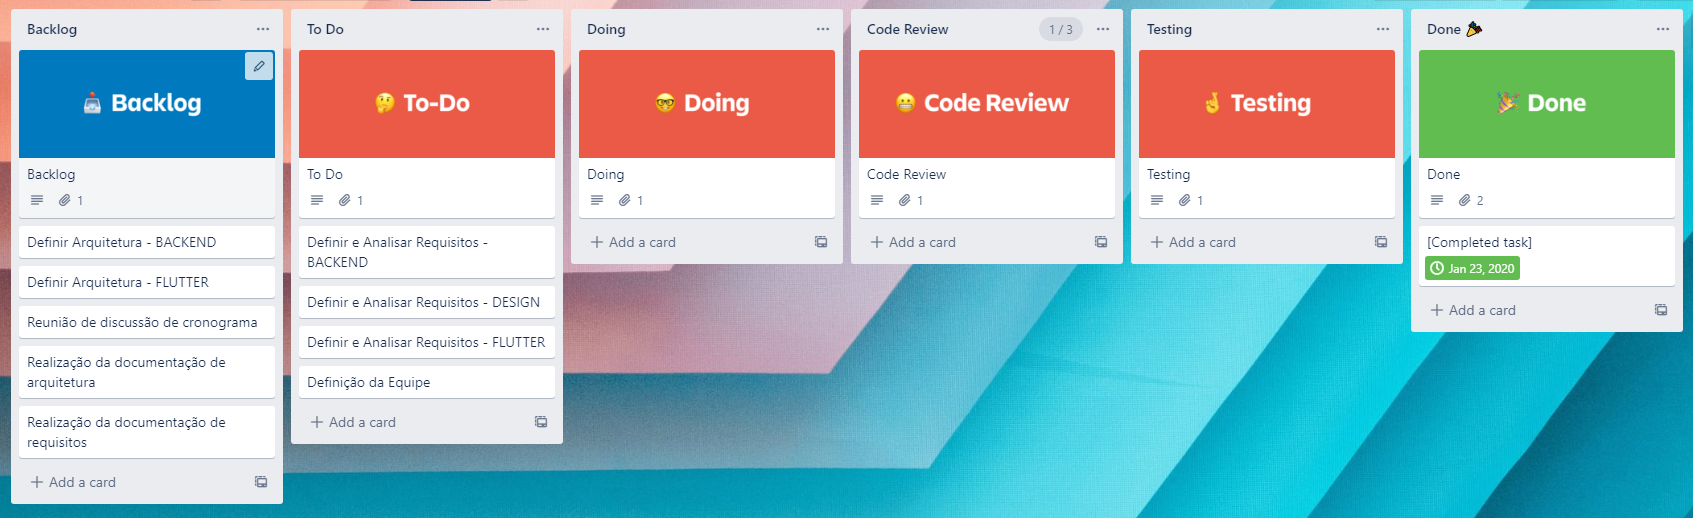 Backlog
Backlog
Backlog
1
Definir Arquitetura - BACKEND
Definir Arquitetura - FLUTTER
Reunião de discussão de cronograma
Realização da documentação de
arquitetura
Realização da documentação de
requisitos
Add a card
To Do
To-Do
To Do
1
Definir e Analisar Requisitos -
BACKEND
Definir e Analisar Requisitos - DESIGN
Definir e Analisar Requisitos - FLUTTER
Definição da Equipe
Add a card
Doing
Doing
Doing
1
Add a card
Code Review
1 / 3
Code Review
Code Review
1
Add a card
Testing
Testing
Testing
1
Add a card
Done
Done
Done
2
[Completed task]
Jan 23, 2020
Add a card